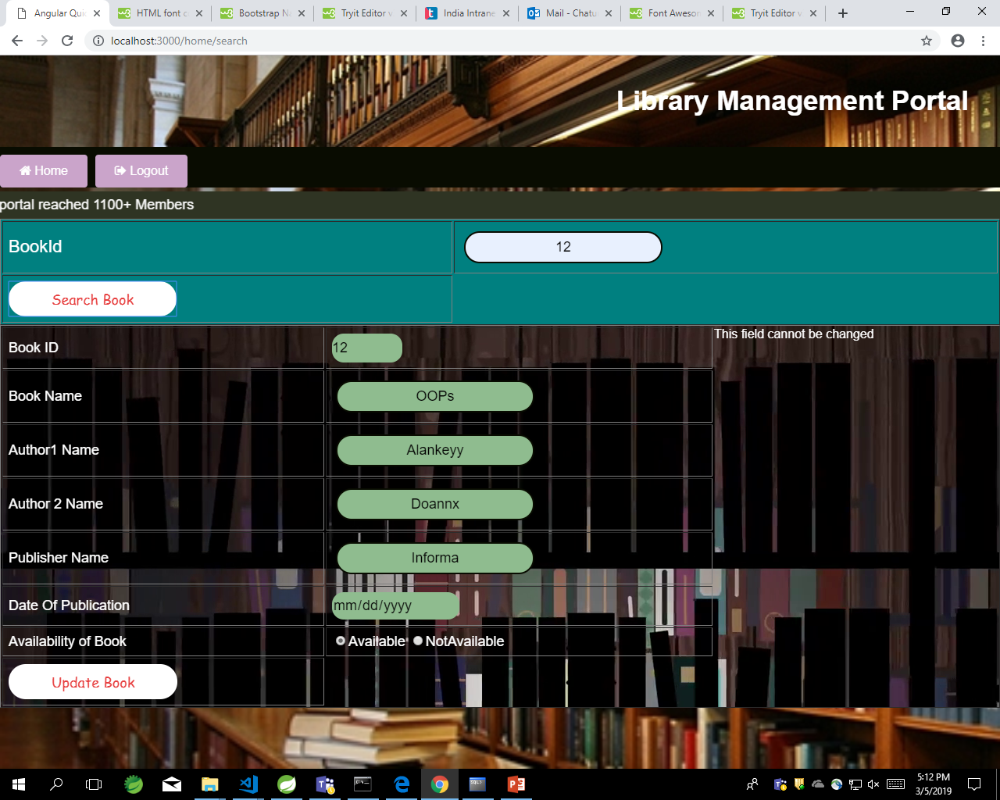 Angular Qui
HTML font c
Bootstrap Na
Tryit Editor v
India Intrane
Mail - Chatu
Font Aweson
Tryit Editor v
localhost:3000/home/search
Library Management Portal
Home
Logout
portal reached 1100+ Members
BookId
12
Search Book
Book ID
12
This field cannot be changed
Book Name
OOPs
Author1 Name
Alankeyy
Author 2 Name
Doannx
Publisher Name
Informa
Date Of Publication
mm/dd/yyyy
Availability of Book
Available
NotAvailable
Update Book
5:12 PM
3/5/2019